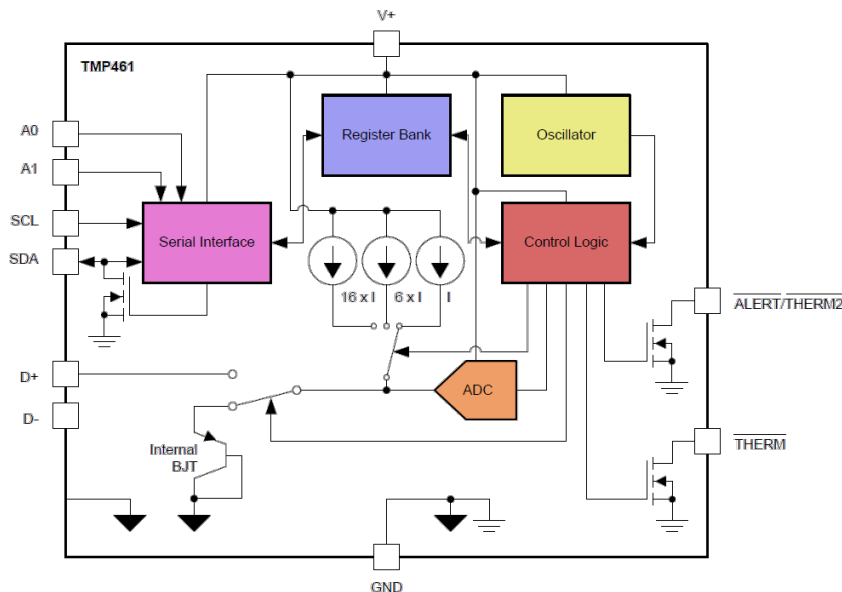 V+
TMP461
A0
Register Bank
Oscillator
A1
SCL
Serial Interface
Control Logic
SDA
16 x I
6 x I
I
ALERT/THERM2
D+
ADC
D-
Internal
BJT
THERM
GND